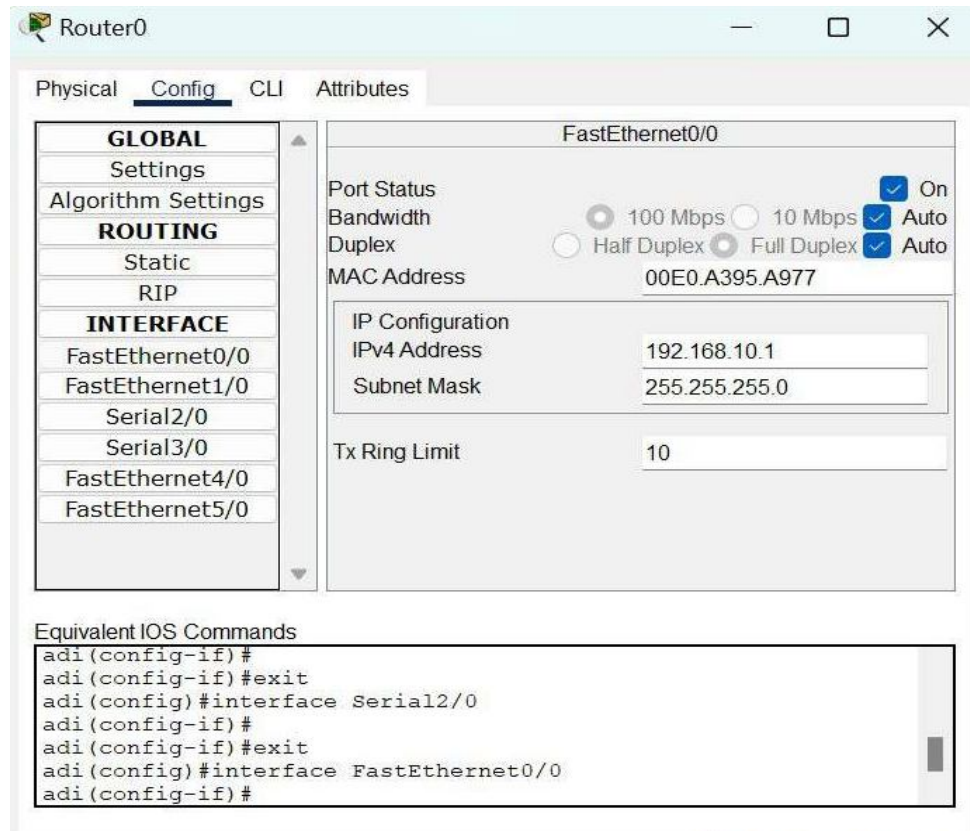 Router0
Physical Config CLI Attributes
GLOBAL
Settings
Algorithm Settings
ROUTING
Static
RIP
INTERFACE
FastEthernet0/0
FastEthernet1/0
Serial2/0
Serial3/0
FastEthernet4/0
FastEthernet5/0
FastEthernet0/0
Port Status On
Bandwidth 100 Mbps 10 Mbps Auto
Duplex Half Duplex Full Duplex Auto
MAC Address 00E0.A395.A977
IP Configuration
IPv4 Address 192.168.10.1
Subnet Mask 255.255.255.0
Tx Ring Limit 10
Equivalent IOS Commands
adi(config-if)#
adi(config-if)#exit
adi(config)#interface Serial2/0
adi(config-if)#
adi(config-if)#exit
adi(config)#interface FastEthernet0/0
adi(config-if)#